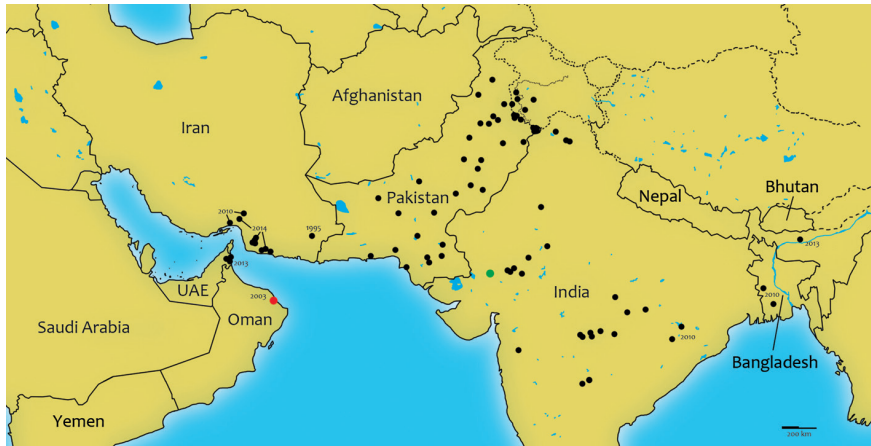 Afghanistan
Iran
Pakistan
Nepal
Bhutan
2010
2014
1995
2013
2013
UAE
2003
Oman
India
2010
2010
Saudi Arabia
Bangladesh
Yemen
200 km